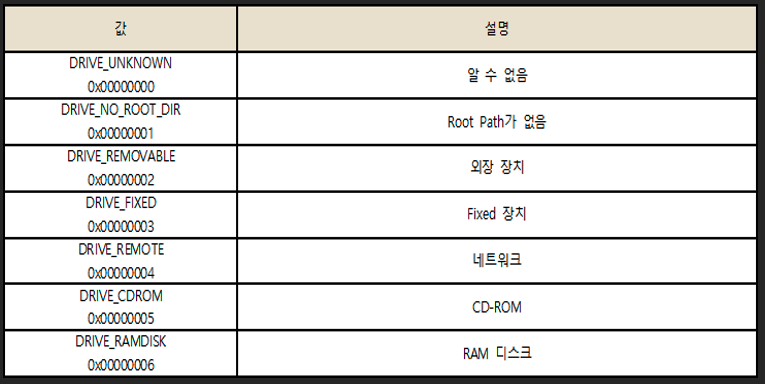 값
설명
DRIVE_UNKNOWN
0x00000000
알 수 없음
DRIVE_NO_ROOT_DIR
0x00000001
Root Path가 없음
DRIVE_REMOVABLE
0x00000002
외장 장치
DRIVE_FIXED
0x00000003
Fixed 장치
DRIVE_REMOTE
0x00000004
네트워크
DRIVE_CDROM
0x00000005
CD-ROM
DRIVE_RAMDISK
0x00000006
RAM 디스크